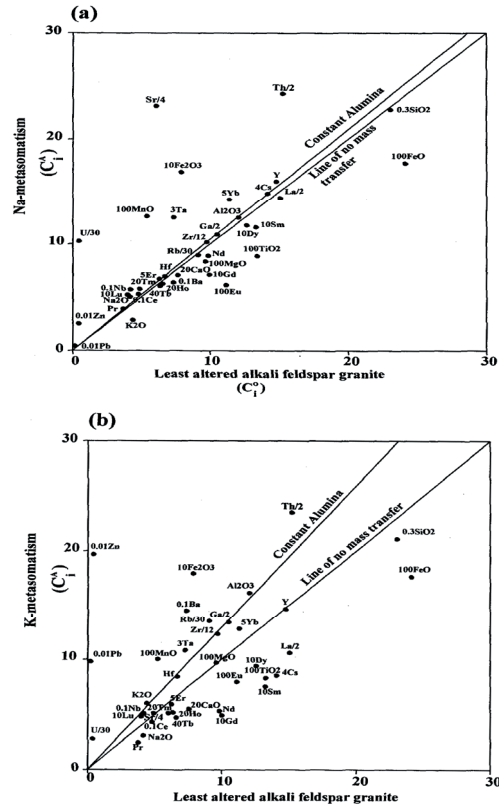 (a)
30
20
10
0
Na-metasomatism
(C_i^A)
Th/2
Sr/4
Constant Alumina
0.3SiO2
Line of no mass
transfer
10Fe2O3
100FeO
Y
4Cs
La/2
5Yb
100MnO
3Ta
Al2O3
10Sm
10Dy
Ga/2
Zr/12
U/30
Rb/30
Nd
100TiO2
100MgO
Hf
20CaO
10Gd
5Er
0.1Ba
20Tm
0.1Nb
20Ho
100Eu
40Tb
10Lu
0.1Ce
Na2O
Pr
0.01Zn
K2O
0.01Pb
0
10
20
30
Least altered alkali feldspar granite
(C_i^o)
(b)
30
20
10
0
K-metasomatism
(C_i^A)
Th/2
Constant Alumina
Line of no mass transfer
0.3SiO2
0.01Zn
10Fe2O3
100FeO
Al2O3
0.1Ba
Y
Rb/30
Ga/2
5Yb
Zr/12
3Ta
La/2
0.01Pb
100MnO
100MgO
10Dy
100TiO2
4Cs
Hf
100Eu
10Sm
K2O
5Er
0.1Nb
20Tm
20CaO
Nd
10Lu
Sr/4
20Ho
10Gd
0.1Ce
40Tb
U/30
Na2O
Pr
0
10
20
30
Least altered alkali feldspar granite